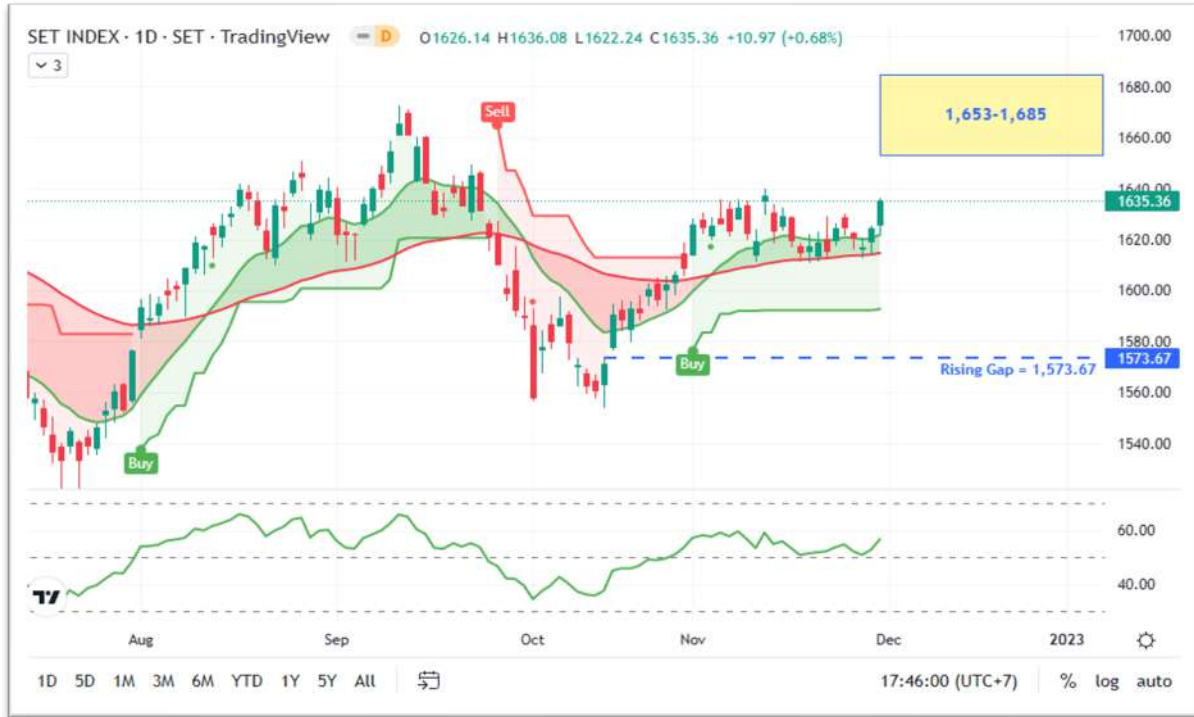 SET INDEX · 1D · SET · TradingView D O1626.14 H1636.08 L1622.24 C1635.36 +10.97 (+0.68%)
3
1700.00
1680.00
1,653-1,685
Sell
1660.00
1640.00
1635.36
1620.00
1600.00
1580.00
1573.67
Buy
Rising Gap = 1,573.67
1560.00
1540.00
Buy
60.00
40.00
Aug Sep Oct Nov Dec 2023
1D 5D 1M 3M 6M YTD 1Y 5Y All 17:46:00 (UTC+7) % log auto